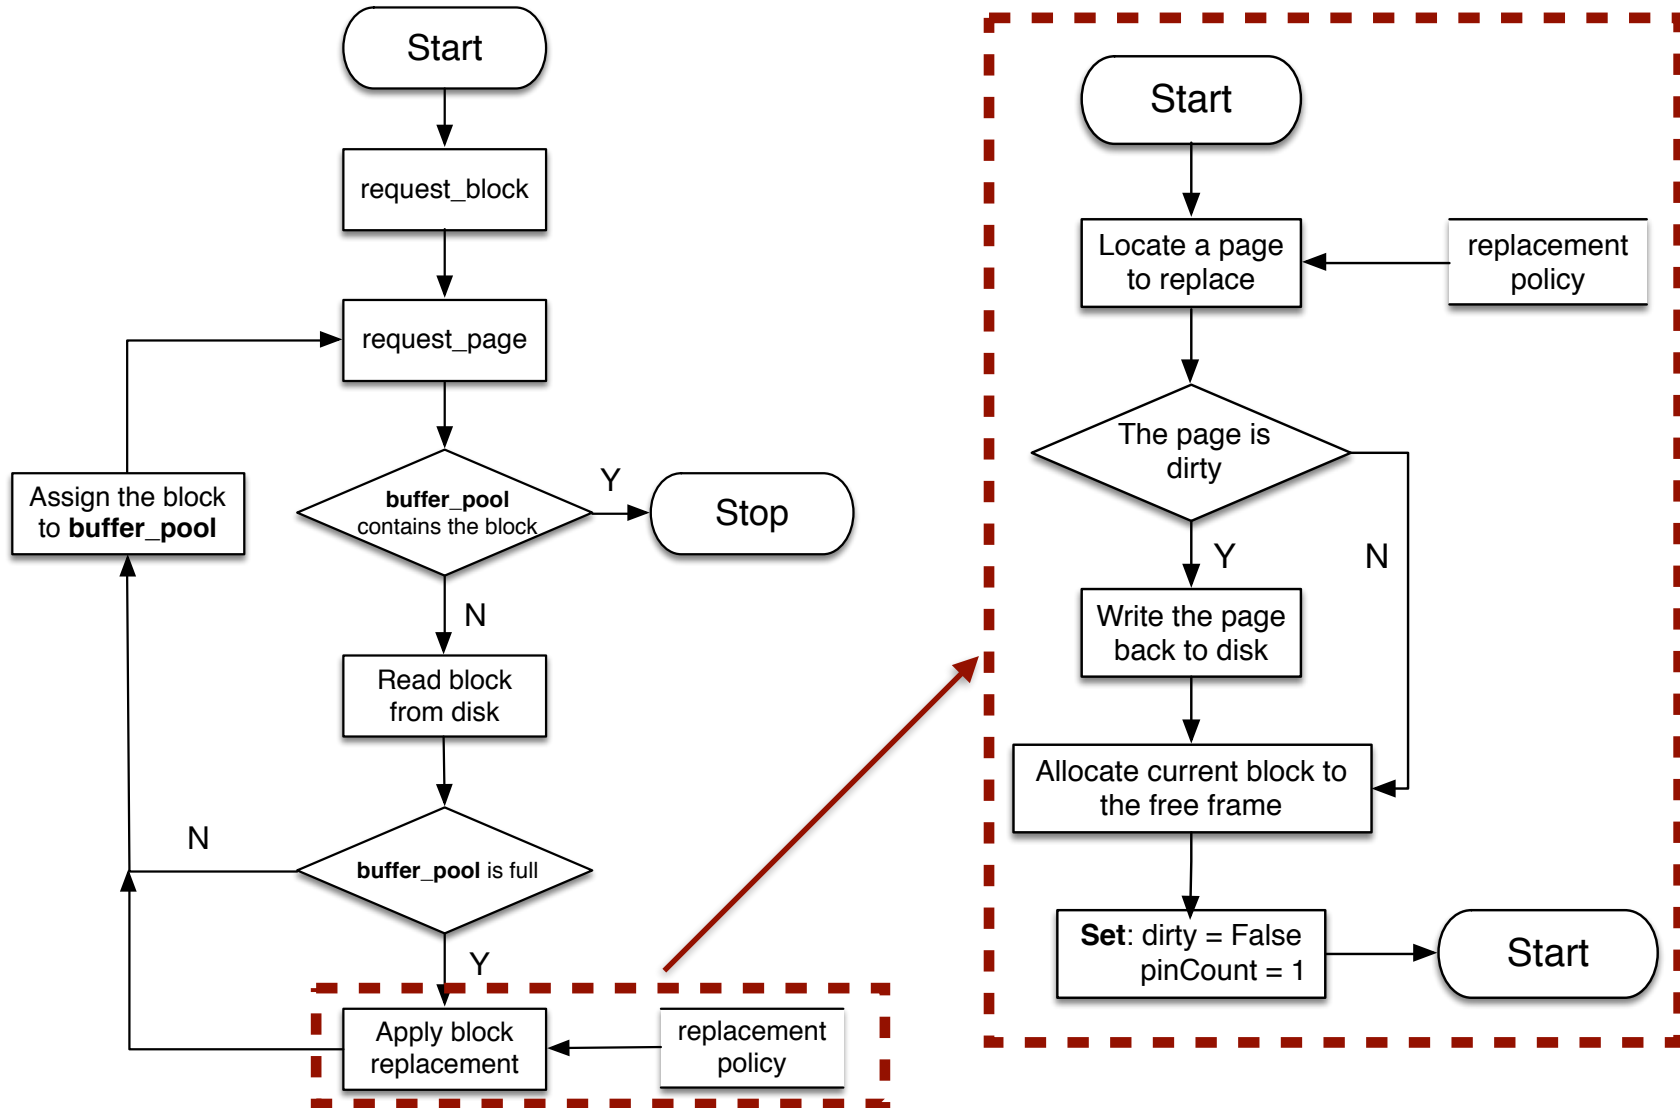 Start
request_block
request_page
Assign the block
to buffer_pool
buffer_pool
contains the block
Y
Stop
N
Read block
from disk
N
buffer_pool is full
Y
Apply block
replacement
replacement
policy
Start
Locate a page
to replace
replacement
policy
The page is
dirty
Y
N
Write the page
back to disk
Allocate current block to
the free frame
Set: dirty = False
pinCount = 1
Start